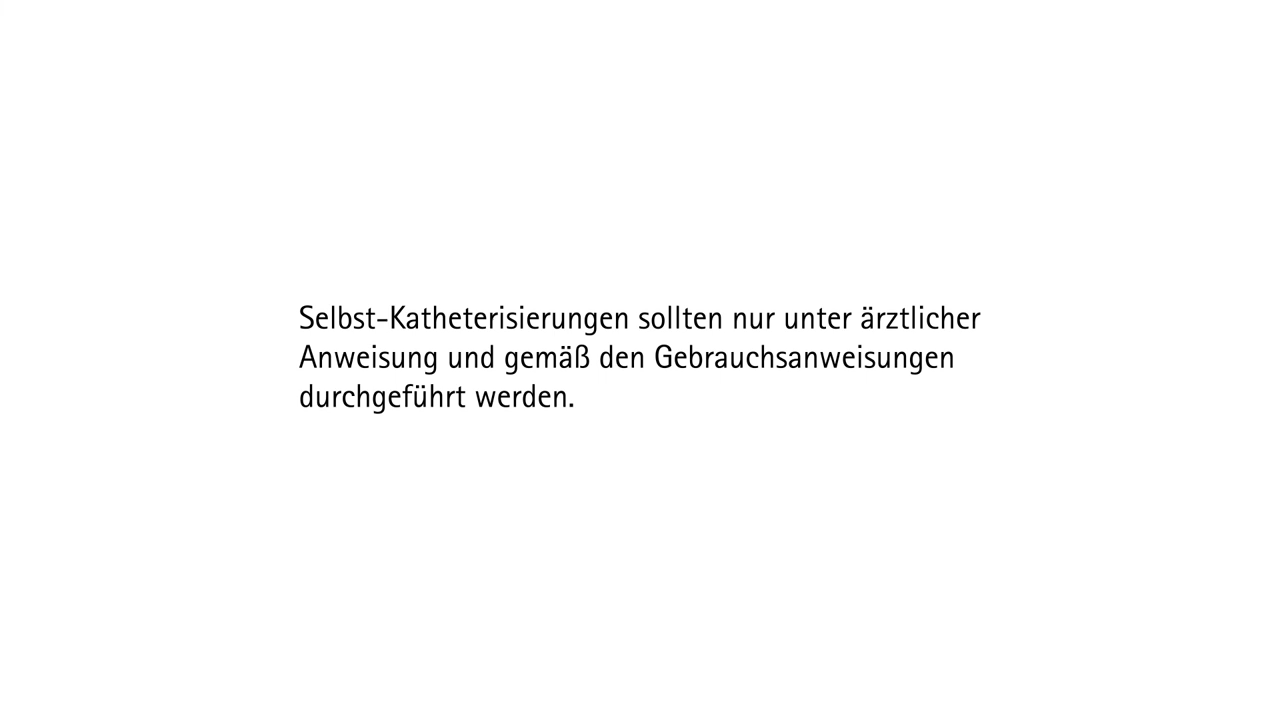 Selbst-Katheterisierungen sollten nur unter ärztlicher
Anweisung und gemäß den Gebrauchsanweisungen
durchgeführt werden.